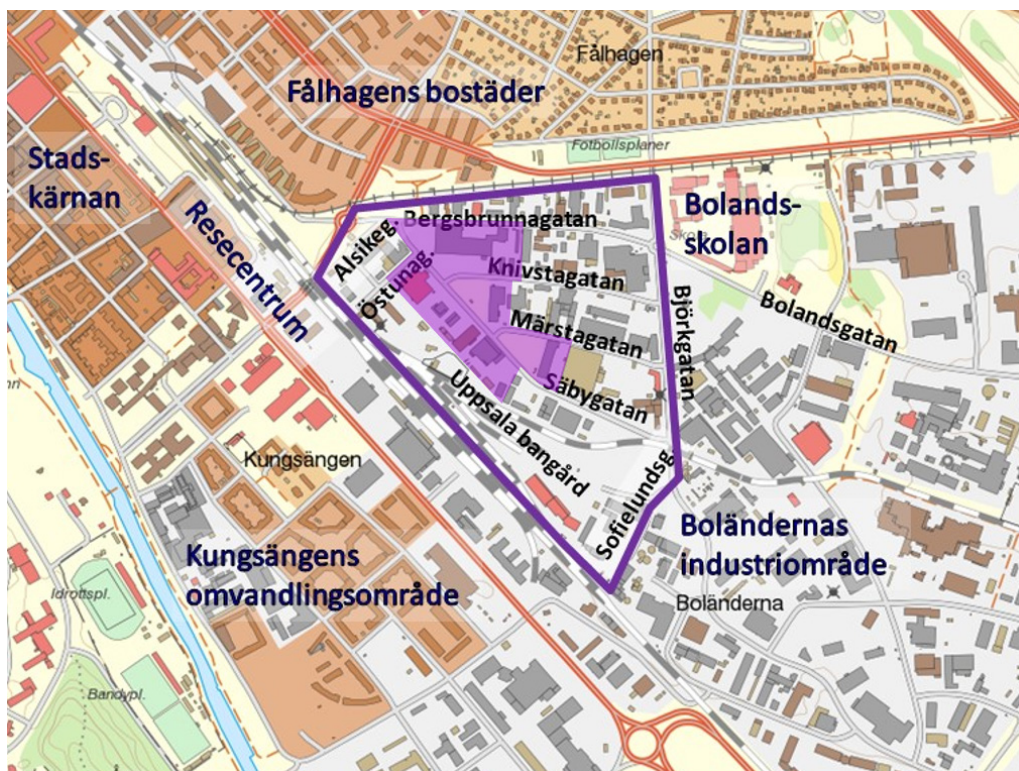 Fålhagen
Fålhagens bostäder
Fotbollsplaner
Stads-
kärnan
Resecentrum
Alsikeg.
Östunag.
Bergsbrunnagatan
Knivstagatan
Märstagatan
Säbygatan
Uppsala bangård
Sofielundsg.
Björkgatan
Bolands-
skolan
Bolandsgatan
Kungsängen
Kungsängens
omvandlingsområde
Boländernas
industriområde
Boländerna
Idrottspl.
Bandypl.